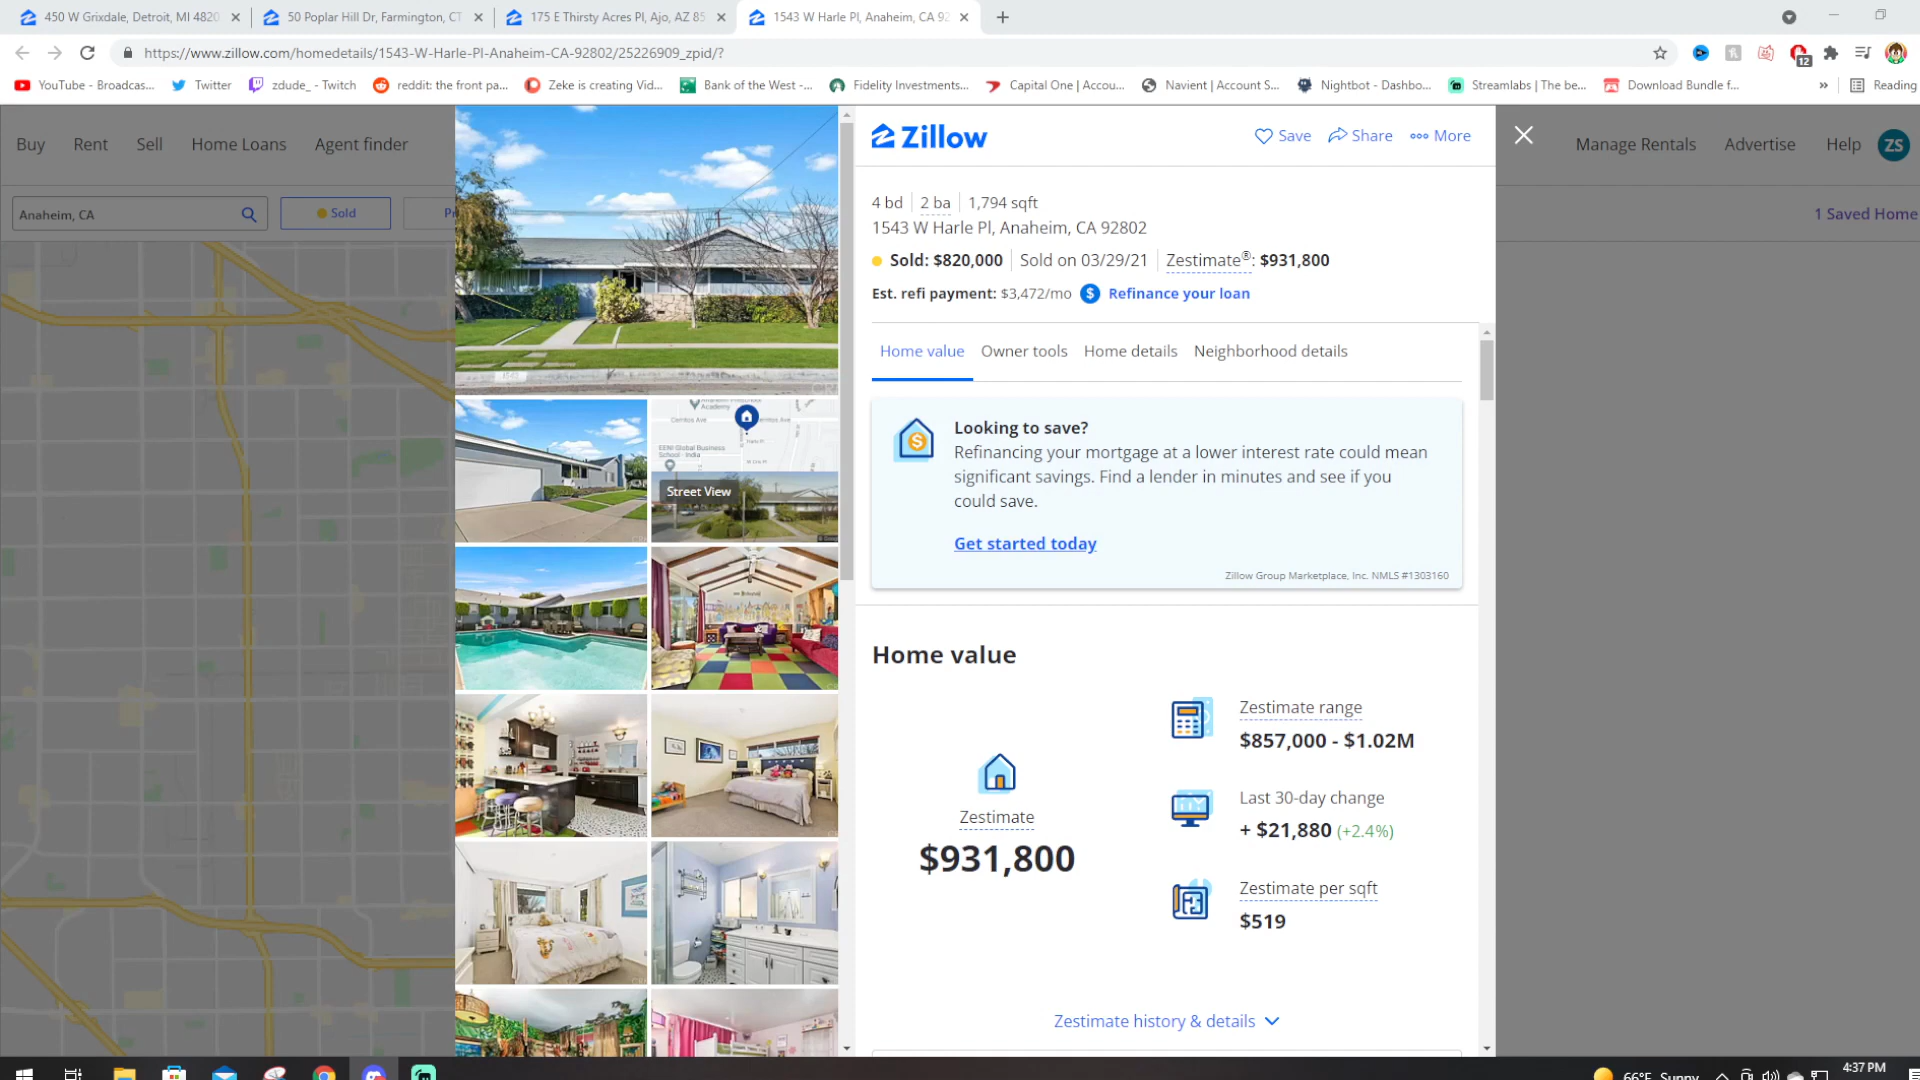 450 W Grixdale, Detroit, MI 4820
50 Poplar Hill Dr, Farmington, CT
175 E Thirsty Acres Pl, Ajo, AZ 85
1543 W Harle Pl, Anaheim, CA 92
https://www.zillow.com/homedetails/1543-W-Harle-Pl-Anaheim-CA-92802/25226909_zpid/?
12
YouTube - Broadcas...
Twitter
zdude_ - Twitch
reddit: the front pa...
Zeke is creating Vid...
Bank of the West -...
Fidelity Investments...
Capital One | Accou...
Navient | Account S...
Nightbot - Dashbo...
Streamlabs | The be...
Download Bundle f...
»
Reading
Buy
Rent
Sell
Home Loans
Agent finder
Zillow
Save
Share
More
Manage Rentals
Advertise
Help
ZS
Anaheim, CA
Sold
1 Saved Home
4 bd
2 ba
1,794 sqft
1543 W Harle Pl, Anaheim, CA 92802
Sold: $820,000
Sold on 03/29/21
Zestimate®: $931,800
Est. refi payment: $3,472/mo
$
Refinance your loan
Home value
Owner tools
Home details
Neighborhood details
Looking to save?
Refinancing your mortgage at a lower interest rate could mean
significant savings. Find a lender in minutes and see if you
could save.
Get started today
Zillow Group Marketplace, Inc. NMLS #1303160
Academy
Cerritos Ave
EENI Global Business
School - India
Street View
Home value
Zestimate
$931,800
Zestimate range
$857,000 - $1.02M
Last 30-day change
+ $21,880 (+2.4%)
Zestimate per sqft
$519
Zestimate history & details
66°F Sunny
4:37 PM